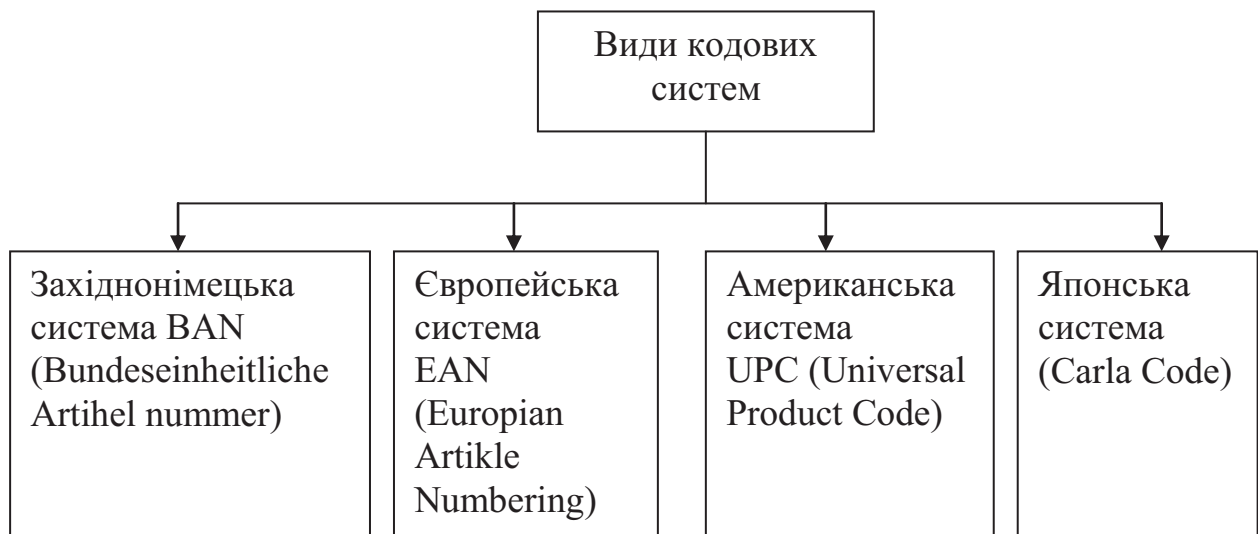 Види кодових
систем
Західнонімецька
система BAN
(Bundeseinheitliche
Artihel nummer)
Європейська
система
EAN
(Europian
Artikle
Numbering)
Американська
система
UPC (Universal
Product Code)
Японська
система
(Carla Code)